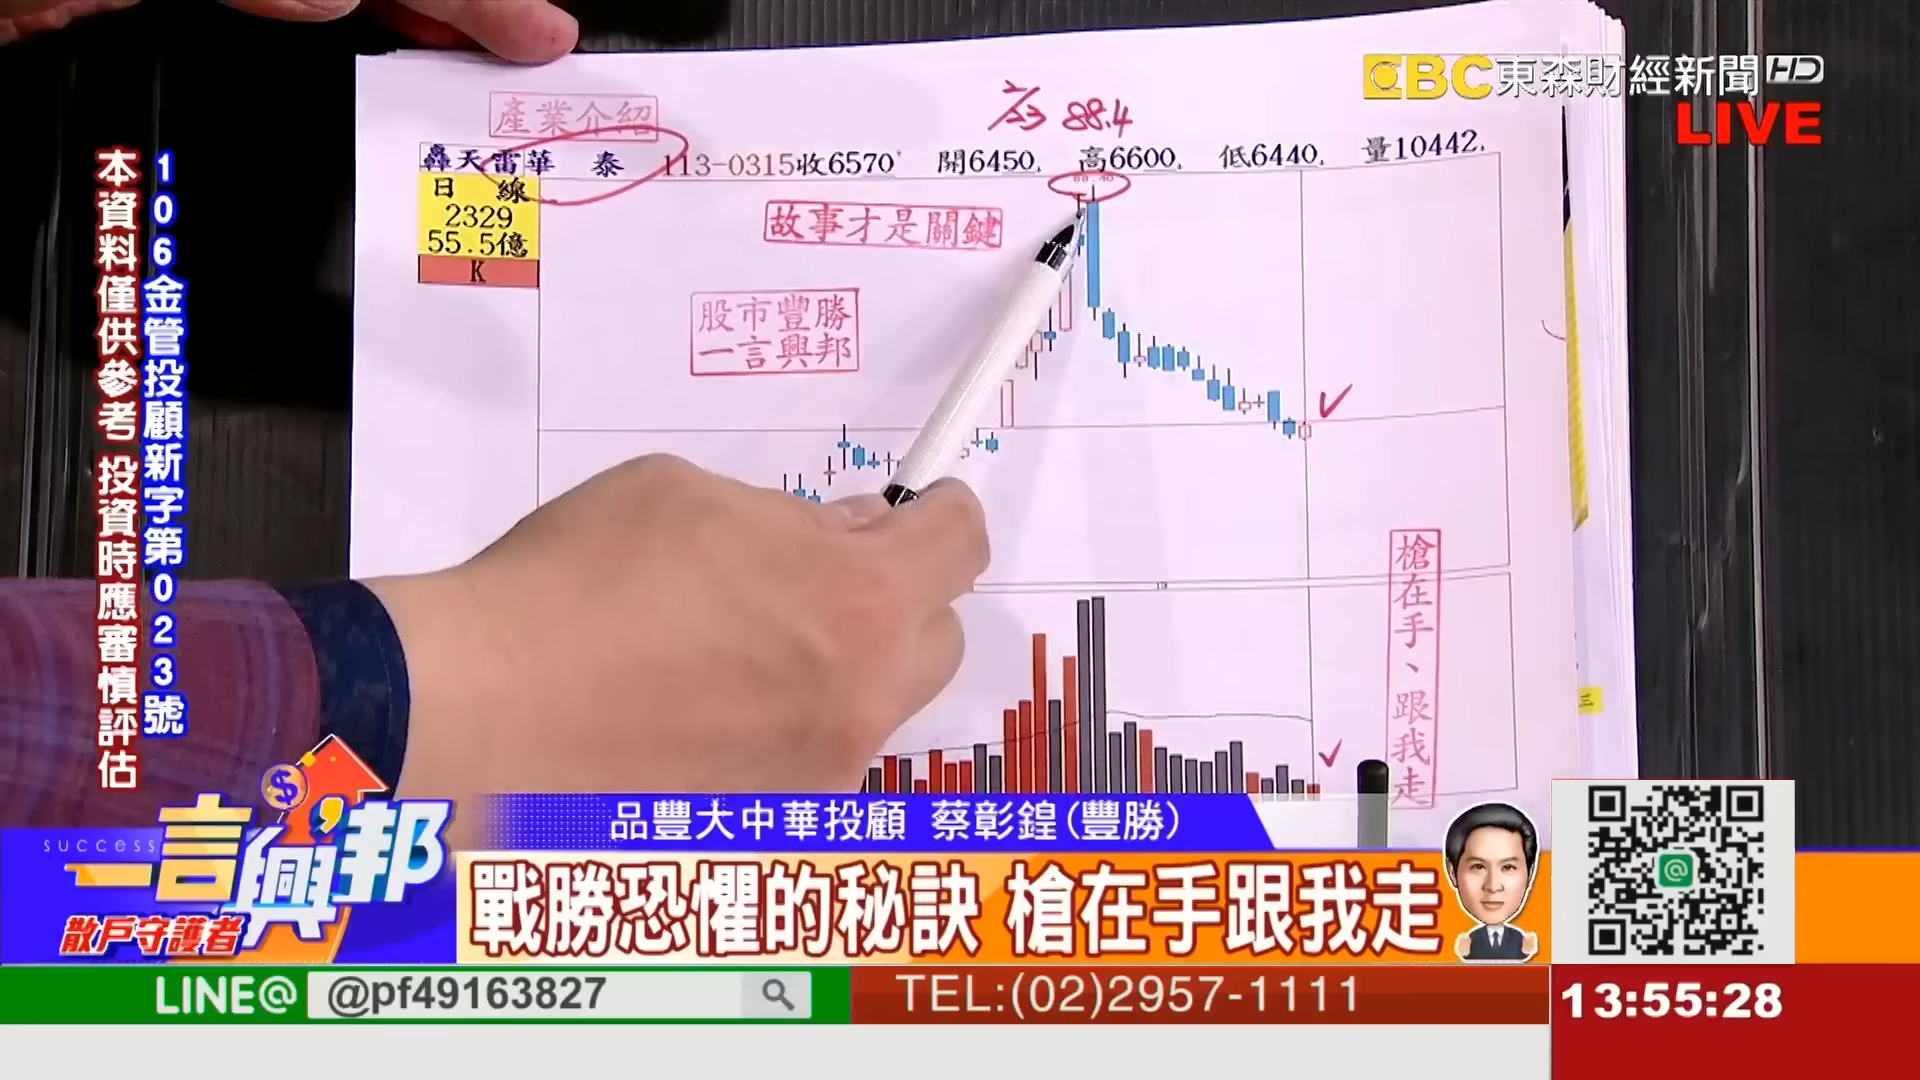 EBC 東森財經新聞 HD
LIVE
106金管投顧新字第023號
本資料僅供參考 投資時應審慎評估
產業介紹
2/23 88.4
轟天雷華 泰 113-0315收6570 開6450. 高6600. 低6440. 量10442.
日 線
2329
55.5億
K
故事才是關鍵
股市豐勝
一言興邦
槍在手、跟我走
品豐大中華投顧 蔡彰鍠(豐勝)
success
一言興邦
散戶守護者
戰勝恐懼的秘訣 槍在手跟我走
LINE@ @pf49163827
TEL:(02)2957-1111
13:55:28